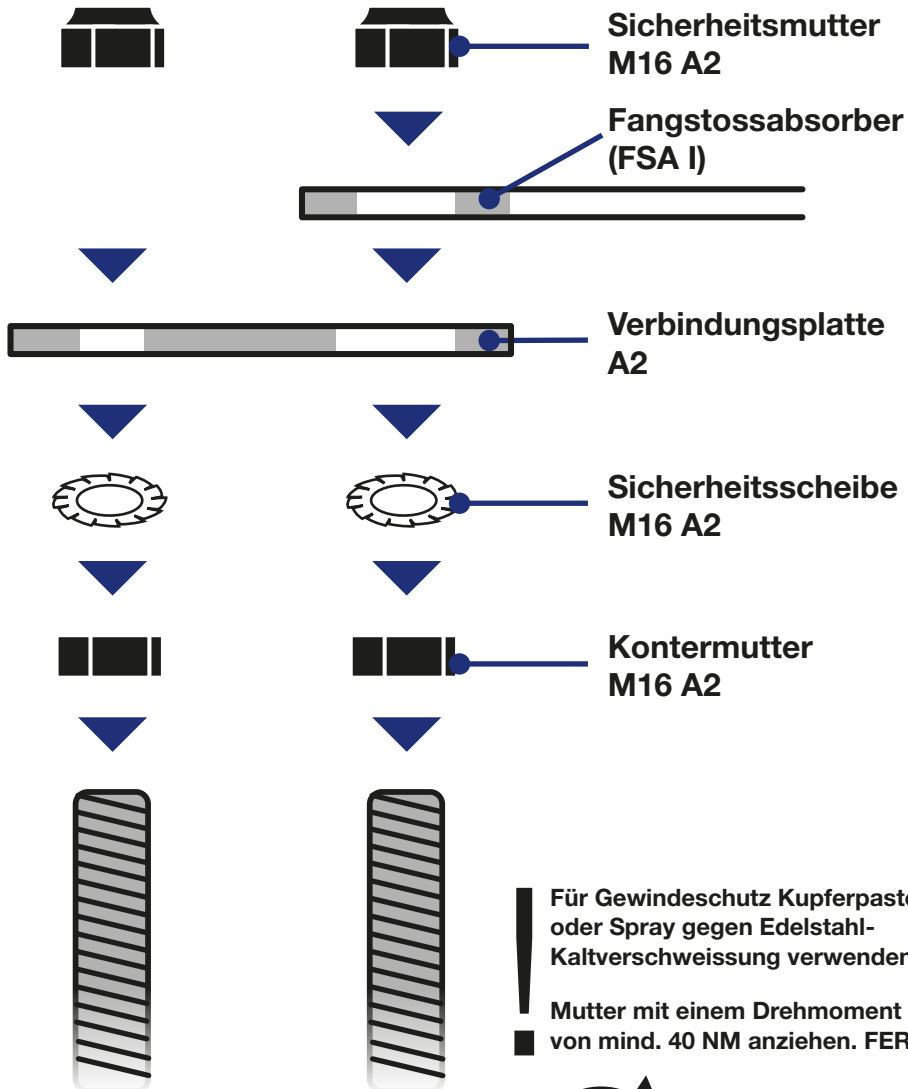 Sicherheitsmutter
M16 A2
Fangstossabsorber
(FSA I)
Verbindungsplatte
A2
Sicherheitsscheibe
M16 A2
Kontermutter
M16 A2
Für Gewindeschutz Kupferpaste
oder Spray gegen Edelstahl-
Kaltverschweissung verwenden
Mutter mit einem Drehmoment
von mind. 40 NM anziehen.